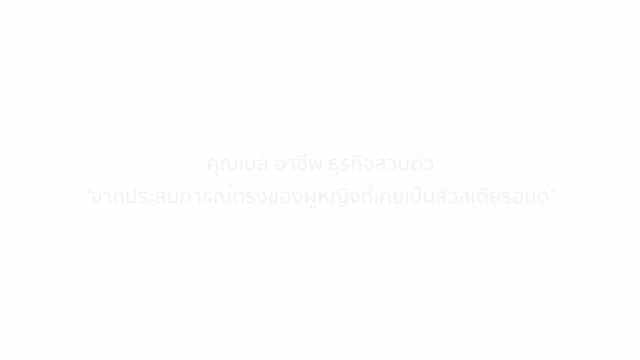 คุณเบล อาชีพ ธุรกิจส่วนตัว
"จากประสบการณ์ตรงของผู้หญิงที่เคยเป็นสิวสเตียรอยด์"